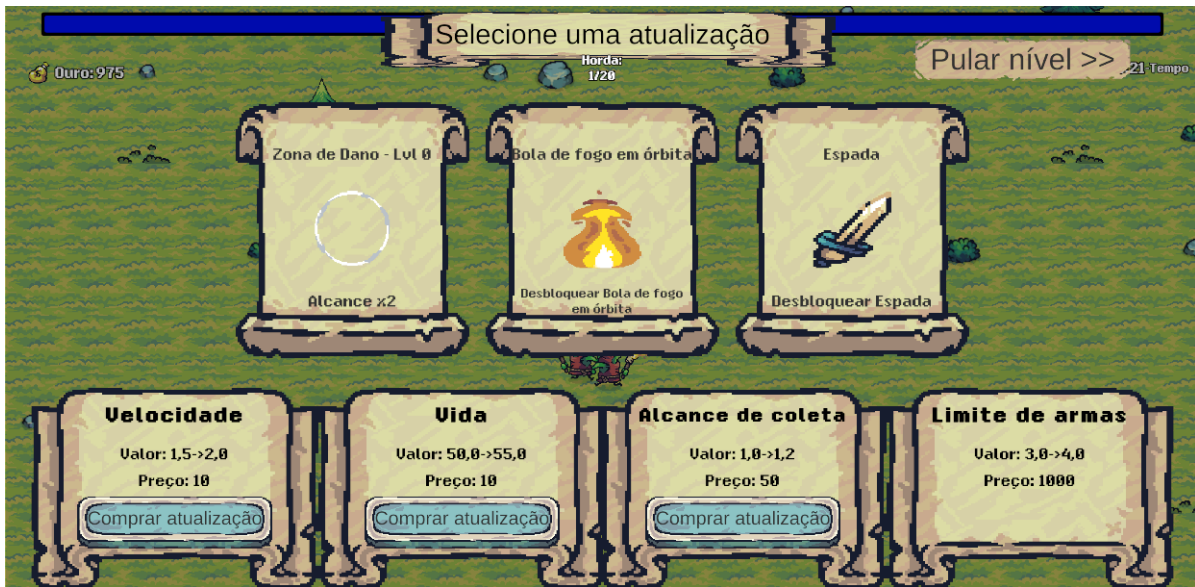 Selecione uma atualização
Horda:
1/20
Ouro: 975
Pular nível >>
21 Tempo
Zona de Dano - Lvl 0
Alcance x2
Bola de fogo em órbita
Desbloquear Bola de fogo
em órbita
Espada
Desbloquear Espada
Velocidade
Valor: 1,5->2,0
Preço: 10
Comprar atualização
Vida
Valor: 50,0->55,0
Preço: 10
Comprar atualização
Alcance de coleta
Valor: 1,0->1,2
Preço: 50
Comprar atualização
Limite de armas
Valor: 3,0->4,0
Preço: 1000